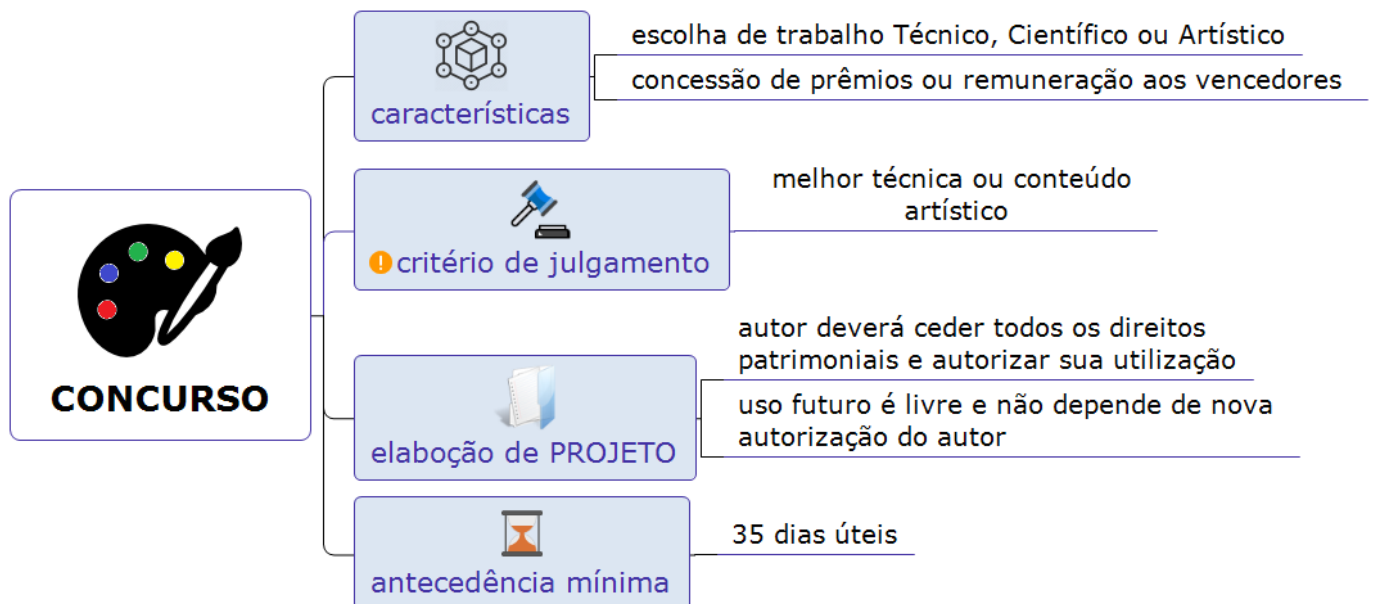 escolha de trabalho Técnico, Científico ou Artístico
concessão de prêmios ou remuneração aos vencedores
características
melhor técnica ou conteúdo
artístico
critério de julgamento
CONCURSO
autor deverá ceder todos os direitos
patrimoniais e autorizar sua utilização
uso futuro é livre e não depende de nova
autorização do autor
elaboção de PROJETO
35 dias úteis
antecedência mínima